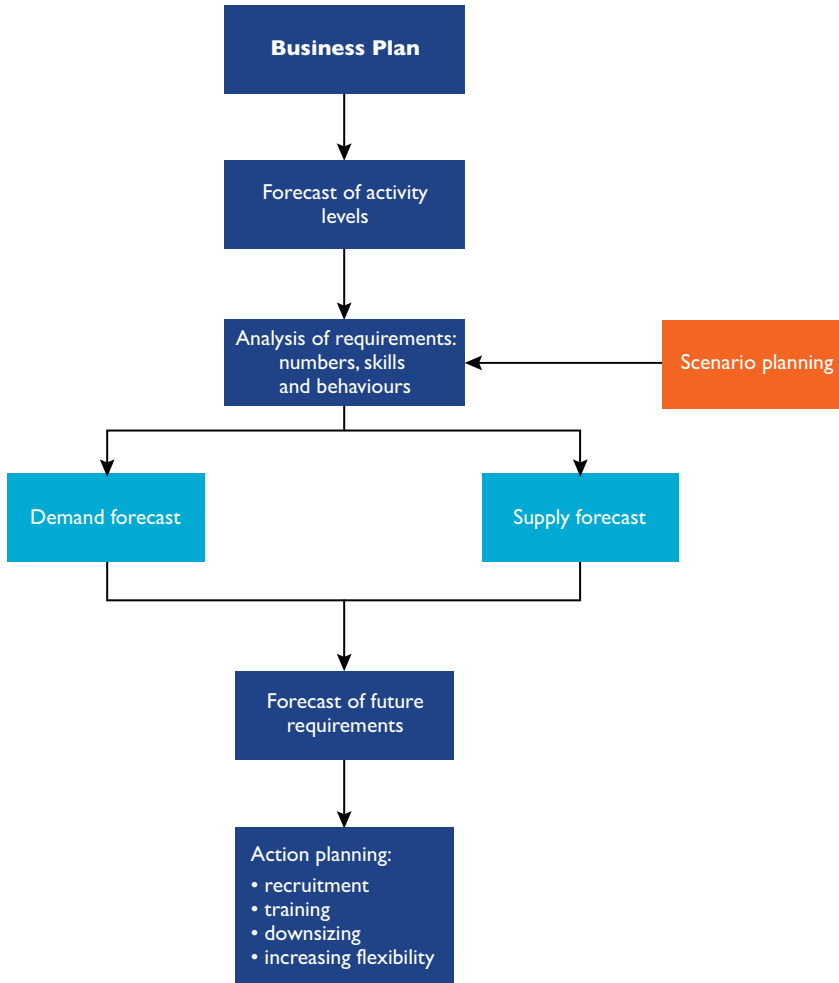 Business Plan
Forecast of activity
levels
Analysis of requirements:
numbers, skills
and behaviours
Scenario planning
Demand forecast
Supply forecast
Forecast of future
requirements
Action planning:
• recruitment
• training
• downsizing
• increasing flexibility